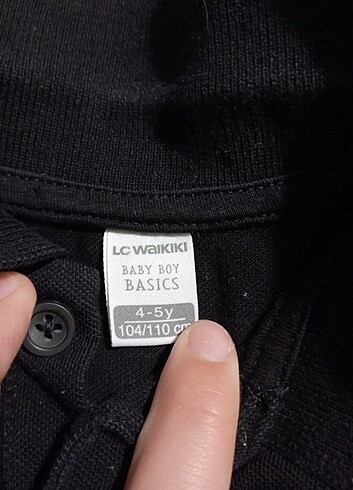 LC WAIKIKI
BABY BOY
BASICS
4-5y
104/110 cm